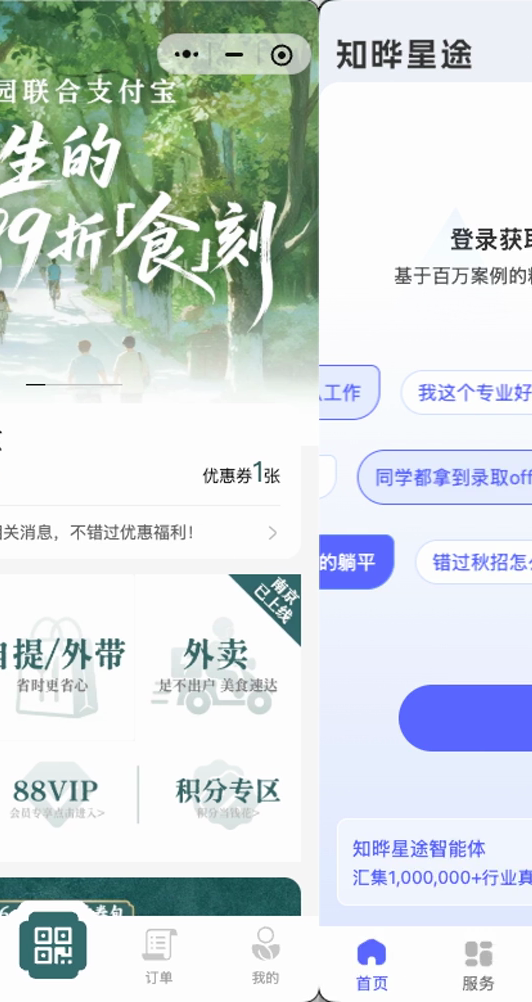 园联合支付宝
生的
9折「食」刻
优惠券1张
关消息，不错过优惠福利！
南京
已上线
自提/外带
省时更省心
外卖
足不出户 美食速达
88VIP
会员专享点击进入>
积分专区
积分当钱花>
订单
我的
知晔星途
登录获取
基于百万案例的
工作
我这个专业好
同学都拿到录取off
的躺平
错过秋招怎
知晔星途智能体
汇集1,000,000+行业真
首页
服务